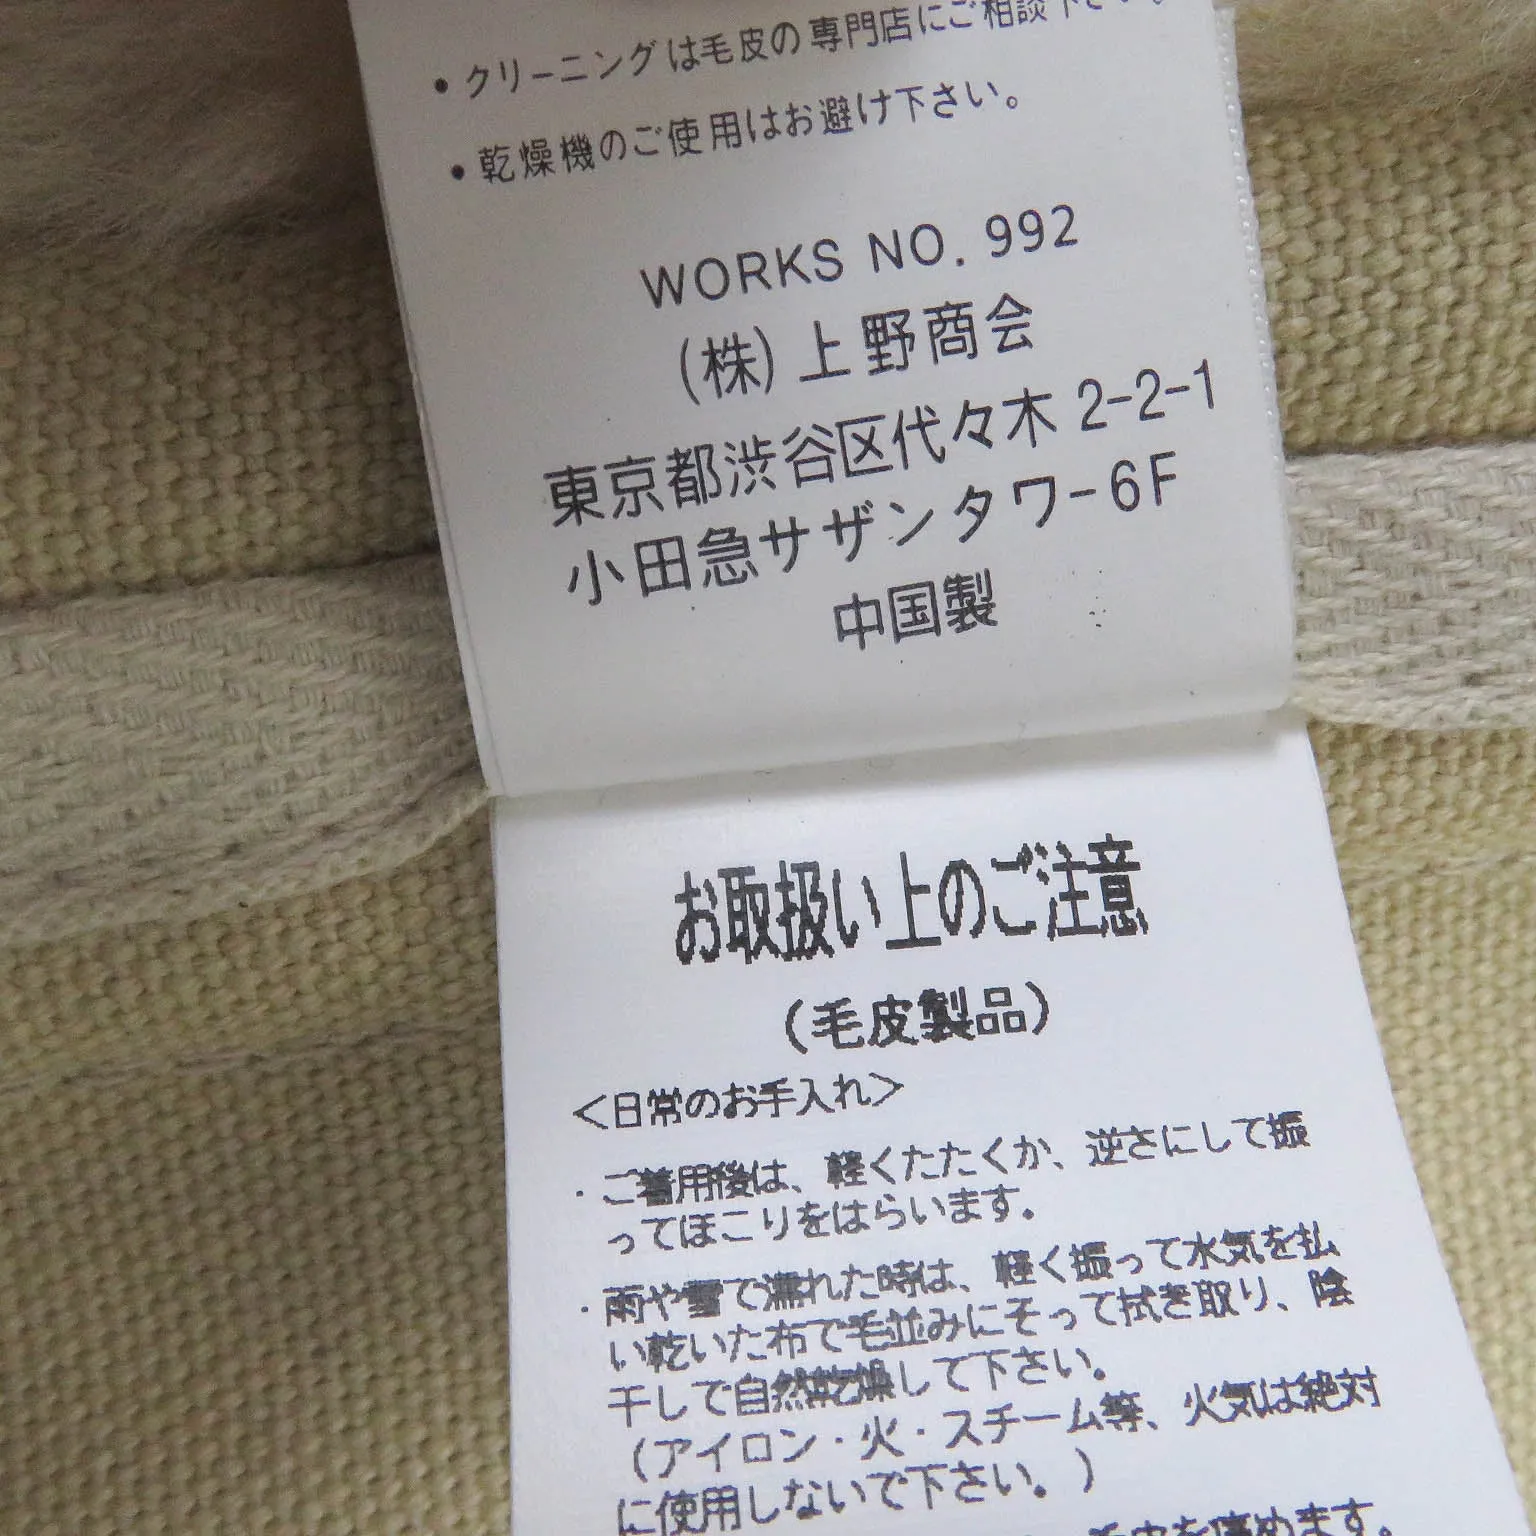 • クリーニングは毛皮の専門店にご相談下さい。
• 乾燥機のご使用はお避け下さい。
WORKS NO. 992
(株) 上野商会
東京都渋谷区代々木 2-2-1
小田急サザンタワ-6F
中国製
お取扱い上のご注意
(毛皮製品)
<日常のお手入れ>
・ご着用後は、軽くたたくか、逆さにして振
ってほこりをはらいます。
・雨や雪で濡れた時は、軽く振って水気を払
い乾いた布で毛並みにそって拭き取り、陰
干しで自然乾燥して下さい。
(アイロン・火・スチーム等、火気は絶対
に使用しないで下さい。)
毛皮を痛めます。